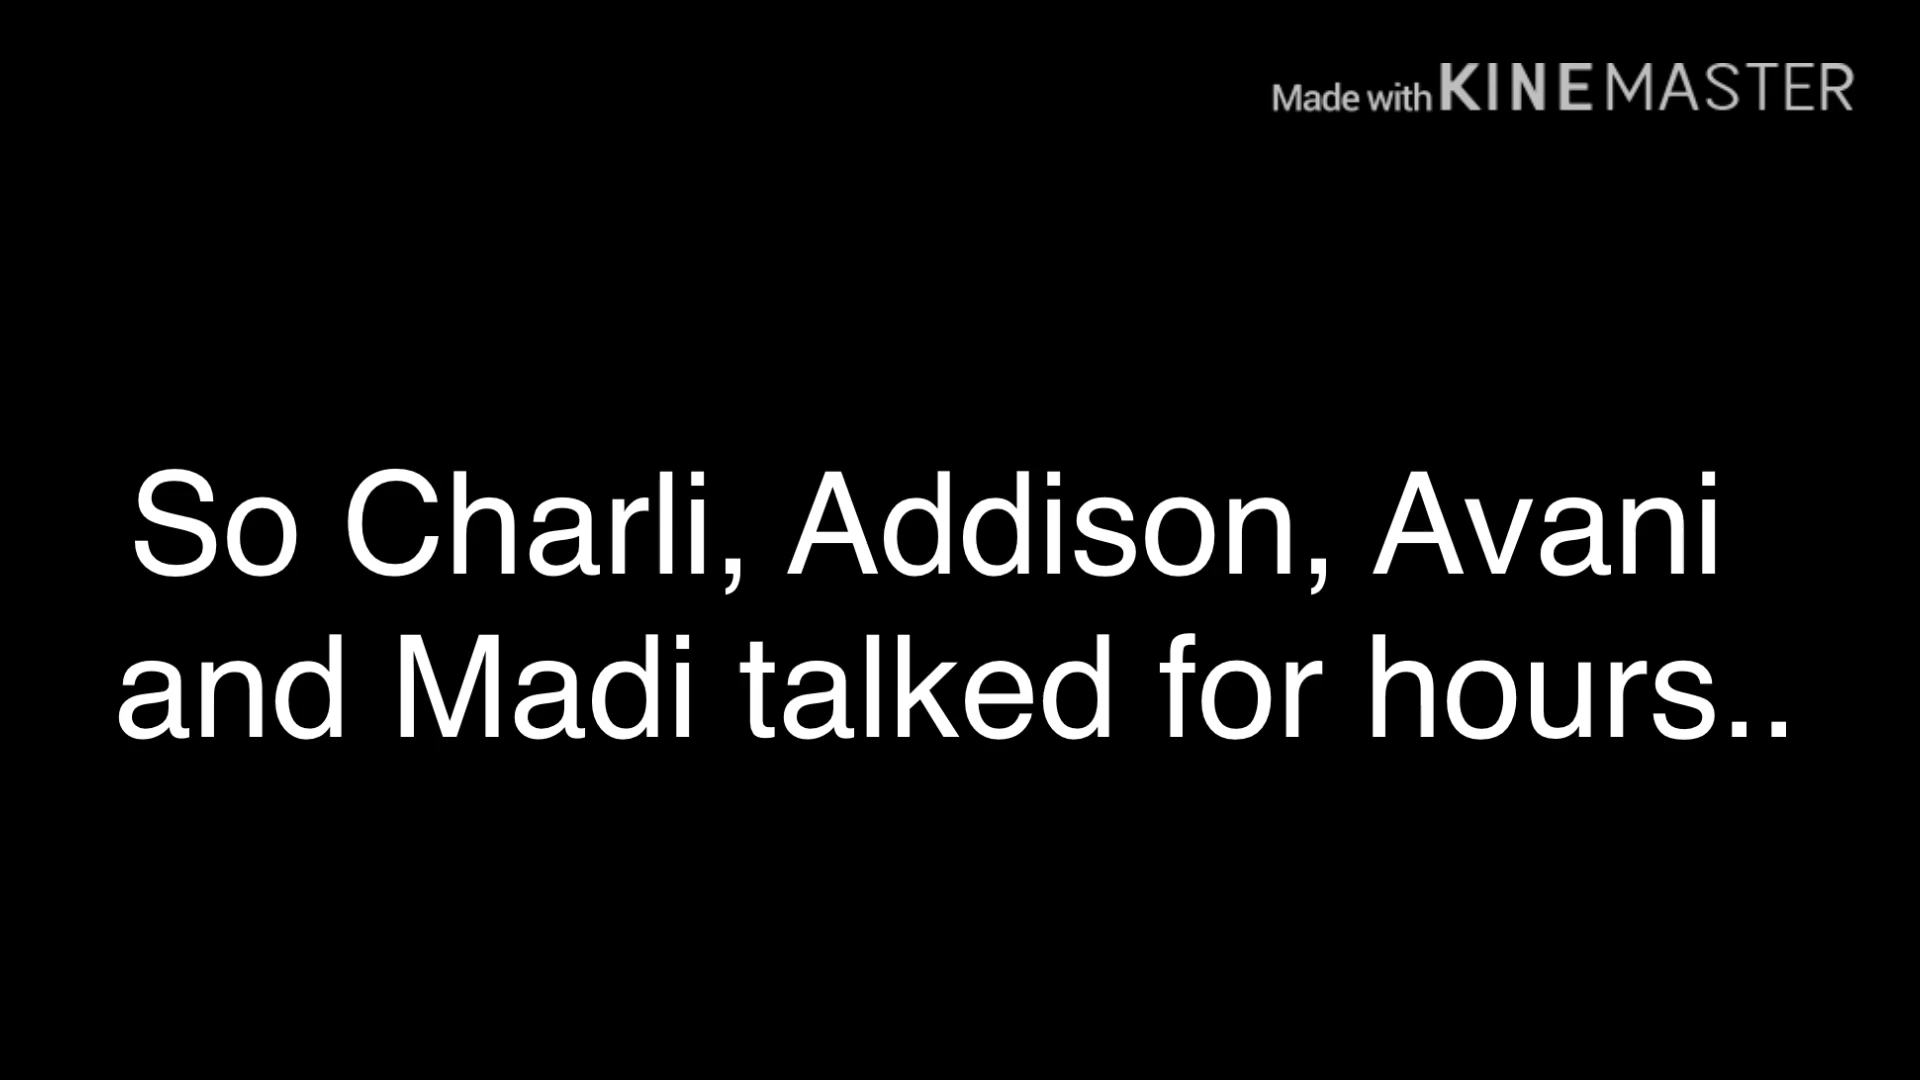 Made with KINEMASTER
So Charli, Addison, Avani
and Madi talked for hours..